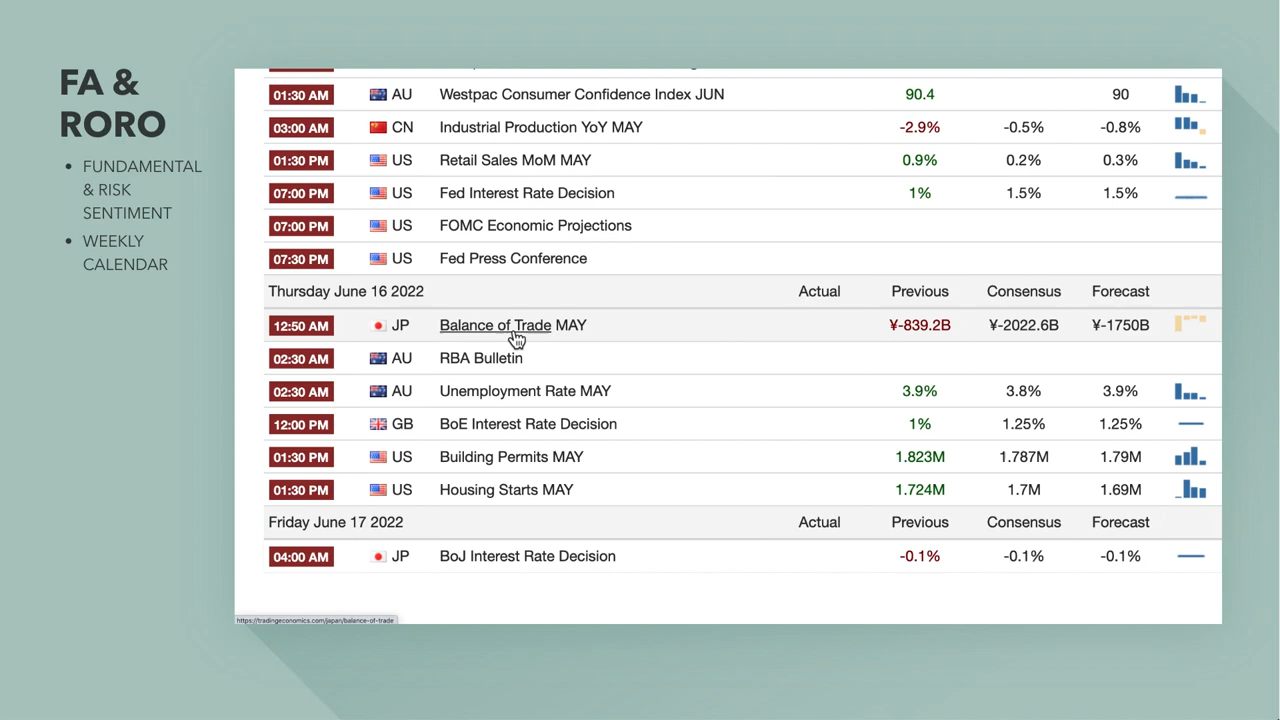 FA &
RORO
• FUNDAMENTAL
& RISK
SENTIMENT
• WEEKLY
CALENDAR
01:30 AM AU Westpac Consumer Confidence Index JUN 90.4 90
03:00 AM CN Industrial Production YoY MAY -2.9% -0.5% -0.8%
01:30 PM US Retail Sales MoM MAY 0.9% 0.2% 0.3%
07:00 PM US Fed Interest Rate Decision 1% 1.5% 1.5%
07:00 PM US FOMC Economic Projections
07:30 PM US Fed Press Conference
Thursday June 16 2022 Actual Previous Consensus Forecast
12:50 AM JP Balance of Trade MAY ¥-839.2B ¥-2022.6B ¥-1750B
02:30 AM AU RBA Bulletin
02:30 AM AU Unemployment Rate MAY 3.9% 3.8% 3.9%
12:00 PM GB BoE Interest Rate Decision 1% 1.25% 1.25%
01:30 PM US Building Permits MAY 1.823M 1.787M 1.79M
01:30 PM US Housing Starts MAY 1.724M 1.7M 1.69M
Friday June 17 2022 Actual Previous Consensus Forecast
04:00 AM JP BoJ Interest Rate Decision -0.1% -0.1% -0.1%
https://tradingeconomics.com/japan/balance-of-trade